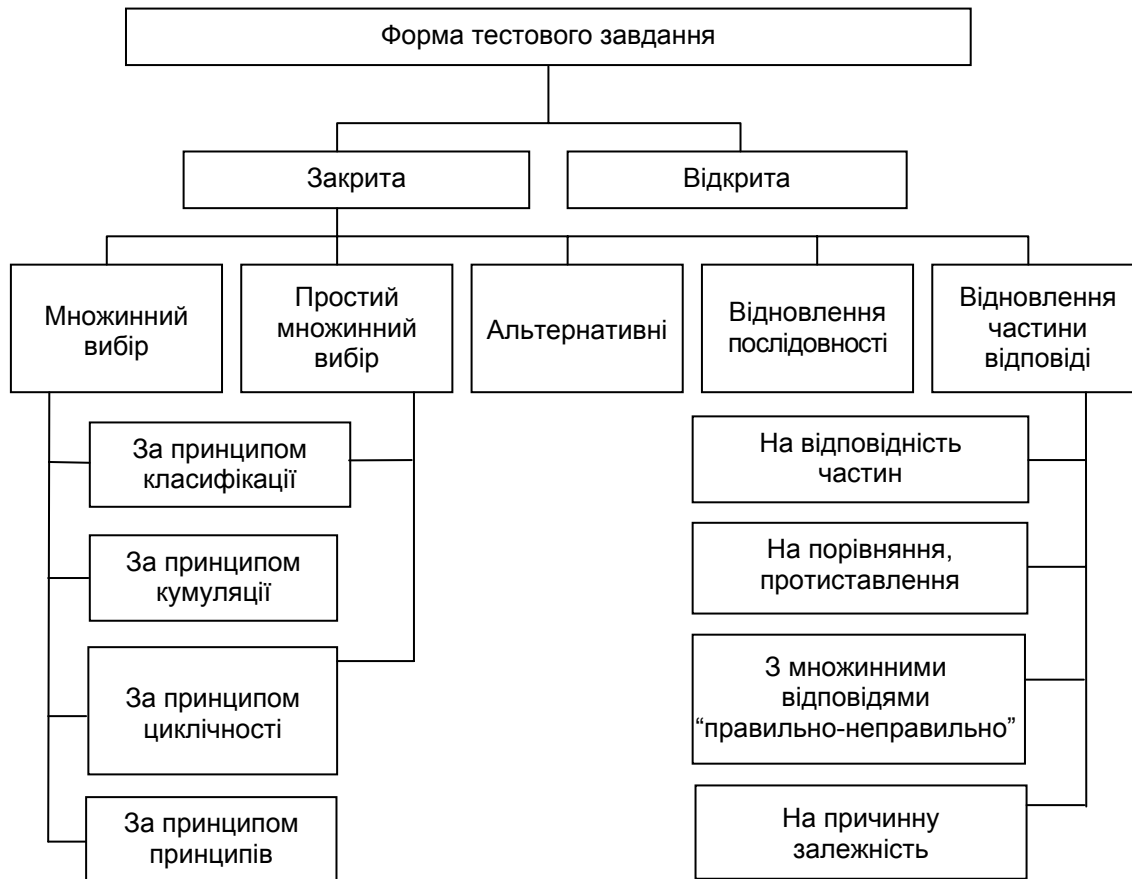 Форма тестового завдання
Закрита
Відкрита
Множинний
вибір
Простий
множинний
вибір
Альтернативні
Відновлення
послідовності
Відновлення
частини
відповіді
За принципом
класифікації
За принципом
кумуляції
За принципом
циклічності
За принципом
принципів
На відповідність
частин
На порівняння,
протиставлення
З множинними
відповідями
“правильно-неправильно”
На причинну
залежність